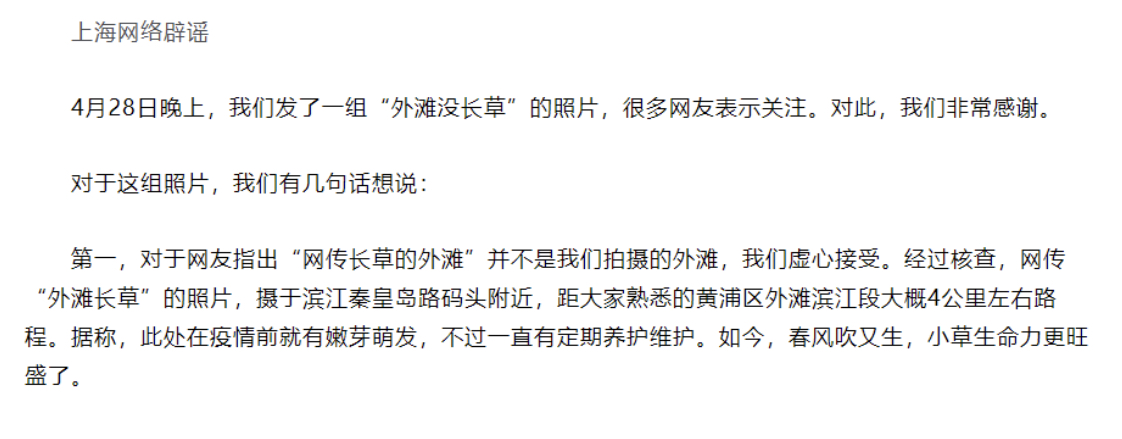 上海网络辟谣
4月28日晚上，我们发了一组“外滩没长草”的照片，很多网友表示关注。对此，我们非常感谢。
对于这组照片，我们有几句话想说：
第一，对于网友指出“网传长草的外滩”并不是我们拍摄的外滩，我们虚心接受。经过核查，网传
“外滩长草”的照片，摄于滨江秦皇岛路码头附近，距大家熟悉的黄浦区外滩滨江段大概4公里左右路
程。据称，此处在疫情前就有嫩芽萌发，不过一直有定期养护维护。如今，春风吹又生，小草生命力更旺
盛了。